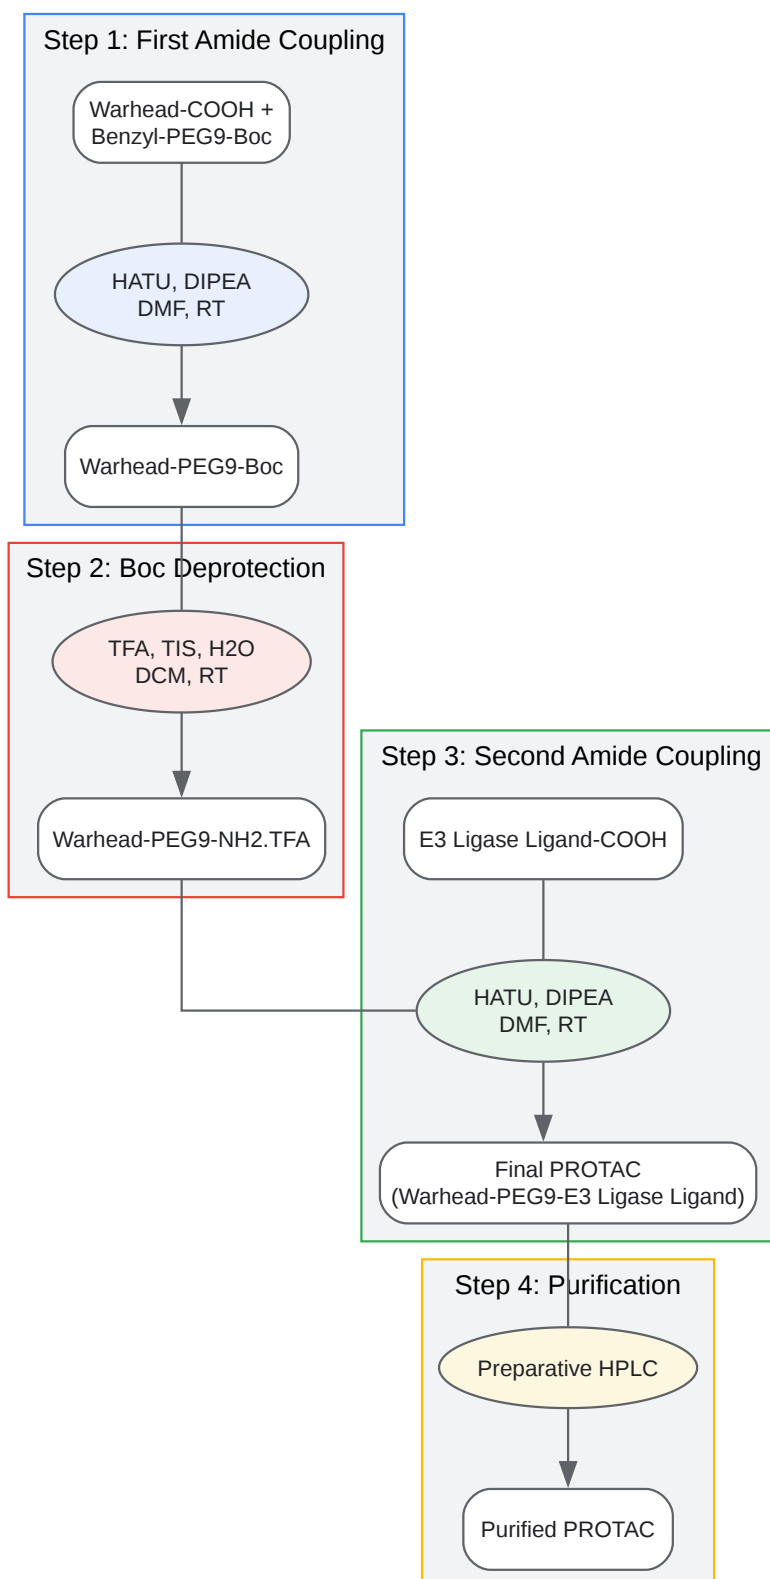 Step 1: First Amide Coupling
Warhead-COOH +
Benzyl-PEG9-Boc
HATU, DIPEA
DMF, RT
Warhead-PEG9-Boc
Step 2: Boc Deprotection
TFA, TIS, H2O
DCM, RT
Warhead-PEG9-NH2.TFA
Step 3: Second Amide Coupling
E3 Ligase Ligand-COOH
HATU, DIPEA
DMF, RT
Final PROTAC
(Warhead-PEG9-E3 Ligase Ligand)
Step 4: Purification
Preparative HPLC
Purified PROTAC